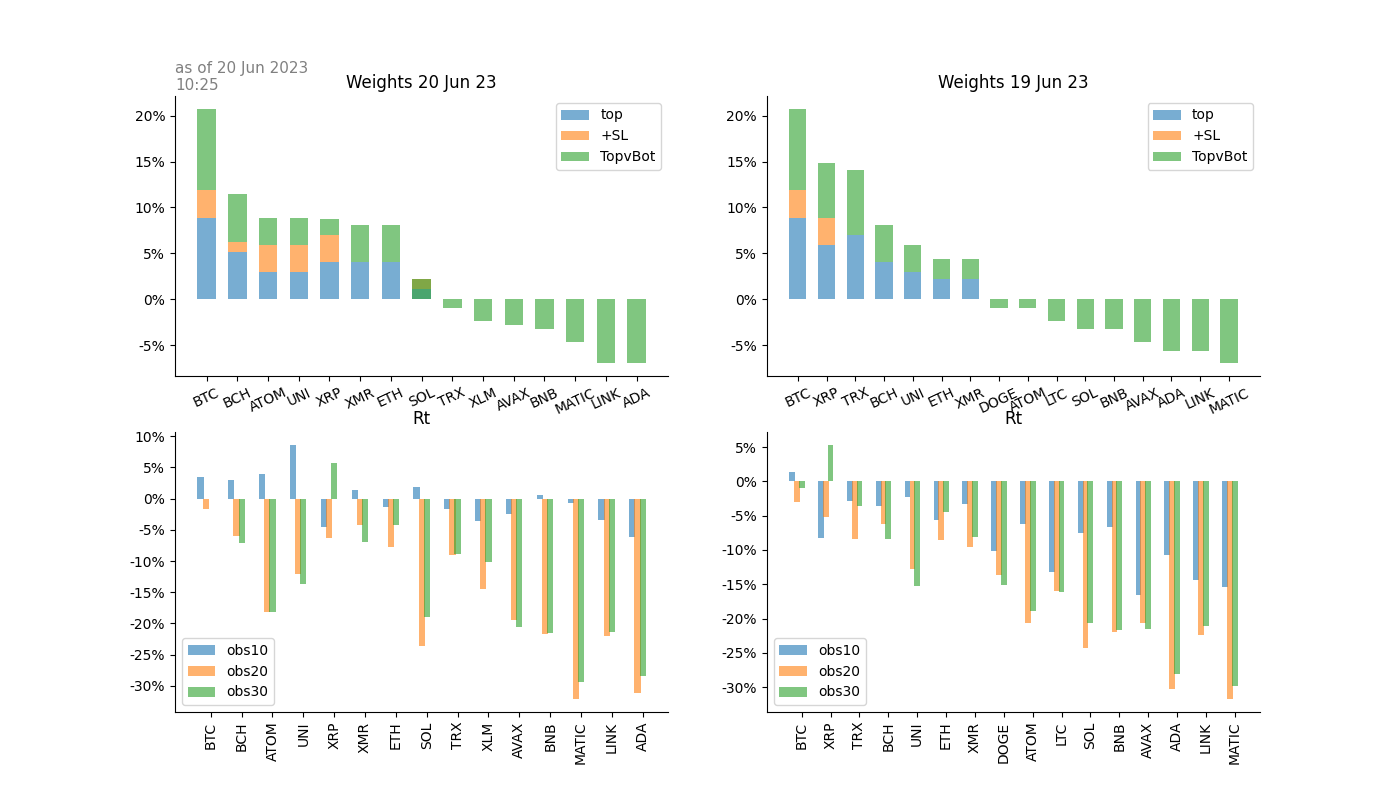 as of 20 Jun 2023
10:25
Weights 20 Jun 23
20%
15%
10%
5%
0%
-5%
top
+SL
TopvBot
BTC BCH ATOM UNI XRP XMR ETH SOL TRX XLM AVAX BNB MATIC LINK ADA
Weights 19 Jun 23
20%
15%
10%
5%
0%
-5%
top
+SL
TopvBot
BTC XRP TRX BCH UNI ETH XMR DOGE ATOM LTC SOL BNB AVAX ADA LINK MATIC
Rt
10%
5%
0%
-5%
-10%
-15%
-20%
-25%
-30%
obs10
obs20
obs30
BTC BCH ATOM UNI XRP XMR ETH SOL TRX XLM AVAX BNB MATIC LINK ADA
Rt
5%
0%
-5%
-10%
-15%
-20%
-25%
-30%
obs10
obs20
obs30
BTC XRP TRX BCH UNI ETH XMR DOGE ATOM LTC SOL BNB AVAX ADA LINK MATIC